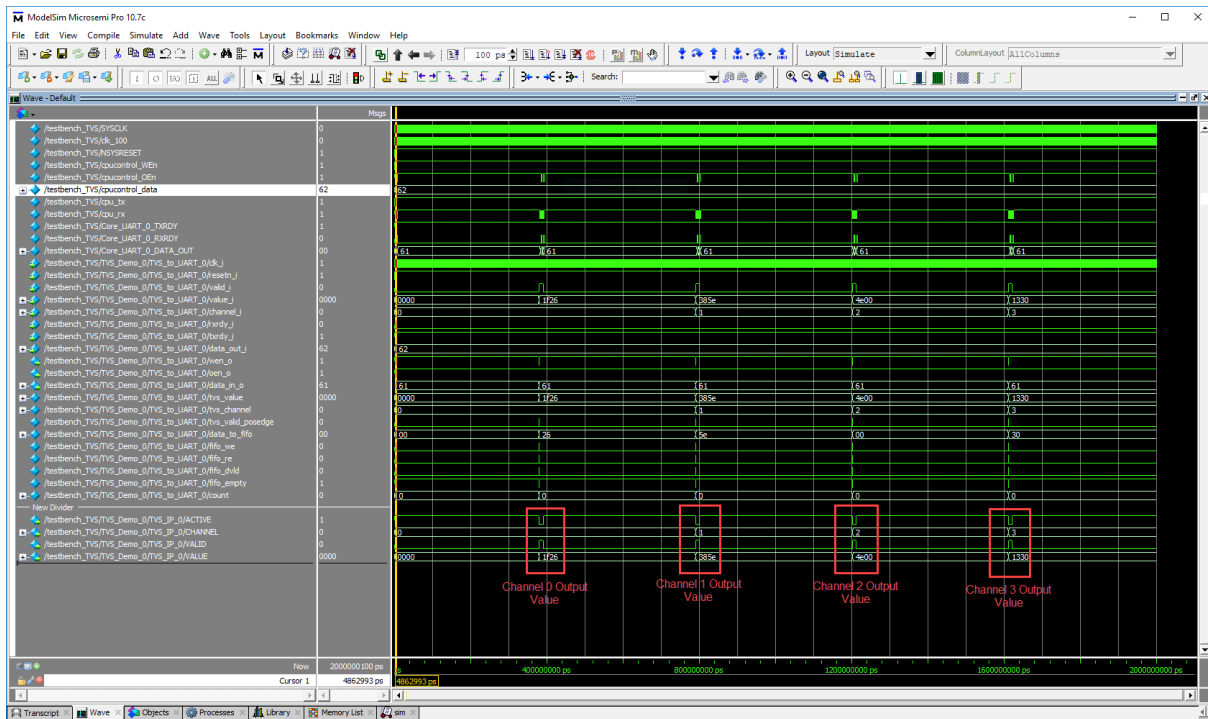 ModelSim Microsemi Pro 10.7c
File Edit View Compile Simulate Add Wave Tools Layout Bookmarks Window Help
100 ps Layout Simulate ColumnLayout AllColumns
Search:
Wave - Default
Msgs
/testbench_TVS/SYSCLK 0
/testbench_TVS/clk_100 0
/testbench_TVS/NSYSRESET 1
/testbench_TVS/cpucontrol_WEn 1
/testbench_TVS/cpucontrol_OEn 1
/testbench_TVS/cpucontrol_data 62 62
/testbench_TVS/cpu_tx 1
/testbench_TVS/cpu_rx 1
/testbench_TVS/Core_UART_0_TXRDY 1
/testbench_TVS/Core_UART_0_RXRDY 0
/testbench_TVS/Core_UART_0_DATA_OUT 00 61 61 61 61 61
/testbench_TVS/TVS_Demo_0/TVS_to_UART_0/clk_i 1
/testbench_TVS/TVS_Demo_0/TVS_to_UART_0/resetn_i 1
/testbench_TVS/TVS_Demo_0/TVS_to_UART_0/valid_i 0
/testbench_TVS/TVS_Demo_0/TVS_to_UART_0/value_i 0000 0000 1f26 385e 4e00 1330
/testbench_TVS/TVS_Demo_0/TVS_to_UART_0/channel_i 0 0 1 2 3
/testbench_TVS/TVS_Demo_0/TVS_to_UART_0/rxrdy_i 0
/testbench_TVS/TVS_Demo_0/TVS_to_UART_0/txrdy_i 1
/testbench_TVS/TVS_Demo_0/TVS_to_UART_0/data_out_i 62 62
/testbench_TVS/TVS_Demo_0/TVS_to_UART_0/wen_o 1
/testbench_TVS/TVS_Demo_0/TVS_to_UART_0/oen_o 1
/testbench_TVS/TVS_Demo_0/TVS_to_UART_0/data_in_o 61 61 61 61 61 61
/testbench_TVS/TVS_Demo_0/TVS_to_UART_0/tvs_value 0000 0000 1f26 385e 4e00 1330
/testbench_TVS/TVS_Demo_0/TVS_to_UART_0/tvs_channel 0 0 1 2 3
/testbench_TVS/TVS_Demo_0/TVS_to_UART_0/tvs_valid_posedge 0
/testbench_TVS/TVS_Demo_0/TVS_to_UART_0/data_to_fifo 00 00 26 5e 00 30
/testbench_TVS/TVS_Demo_0/TVS_to_UART_0/fifo_we 0
/testbench_TVS/TVS_Demo_0/TVS_to_UART_0/fifo_re 0
/testbench_TVS/TVS_Demo_0/TVS_to_UART_0/fifo_dvld 0
/testbench_TVS/TVS_Demo_0/TVS_to_UART_0/fifo_empty 1
/testbench_TVS/TVS_Demo_0/TVS_to_UART_0/count 0 0 0 0 0 0
New Divider
/testbench_TVS/TVS_Demo_0/TVS_IP_0/ACTIVE 1
/testbench_TVS/TVS_Demo_0/TVS_IP_0/CHANNEL 0 0 1 2 3
/testbench_TVS/TVS_Demo_0/TVS_IP_0/VALID 0
/testbench_TVS/TVS_Demo_0/TVS_IP_0/VALUE 0000 0000 1f26 385e 4e00 1330
Channel 0 Output
Value
Channel 1 Output
Value
Channel 2 Output
Value
Channel 3 Output
Value
Now 2000000100 ps 400000000 ps 800000000 ps 1200000000 ps 1600000000 ps 2000000000 ps
Cursor 1 4862993 ps 4862993 ps
Transcript Wave Objects Processes Library Memory List sim